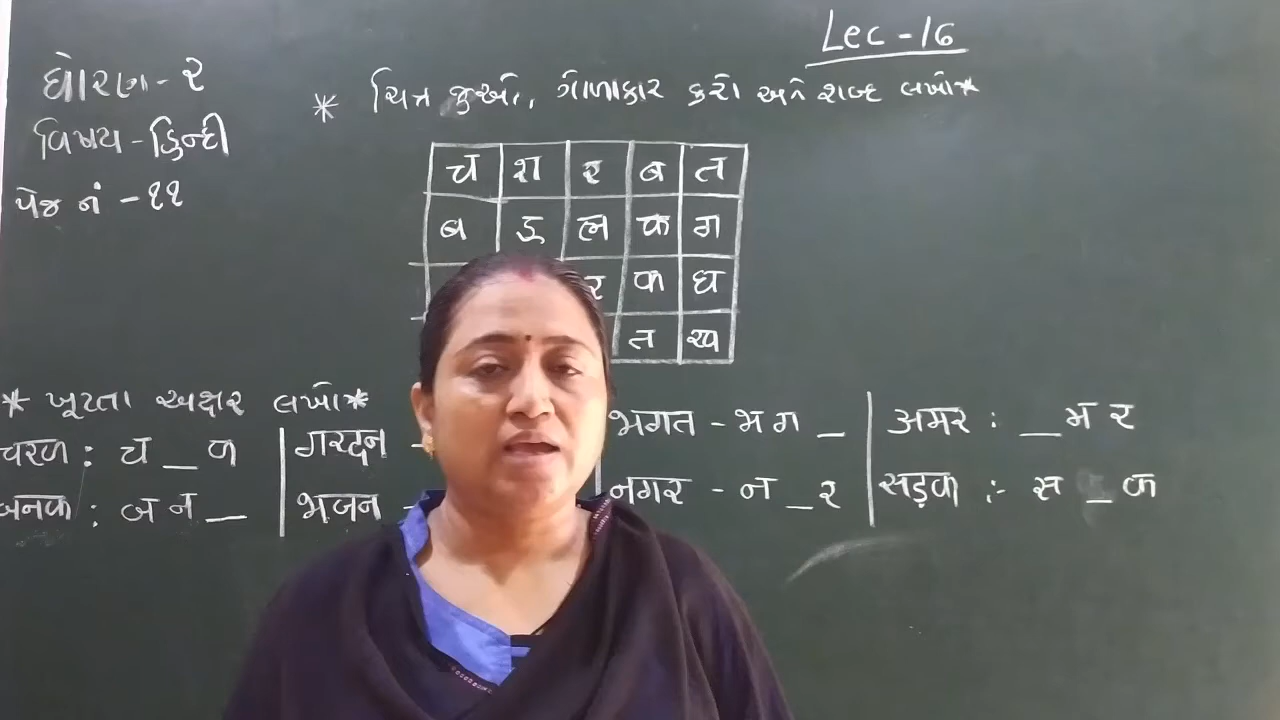 Lec - 16
ધોરણ - ૨
* ચિત્ર જુઓ, ગોળાકાર કરો અને શબ્દ લખો *
વિષય - હિન્દી
પેજ નં - ૧૧
च श र ब त
ब ड़ ल क ग
र क ध
त ख
* ખૂટતા અક્ષર લખો *
चरण : च _ ण
गरदन -
भगत - भ ग _
अमर : _ म र
जनक : ज न _
भजन -
नगर - न _ र
सड़क :- स _ क